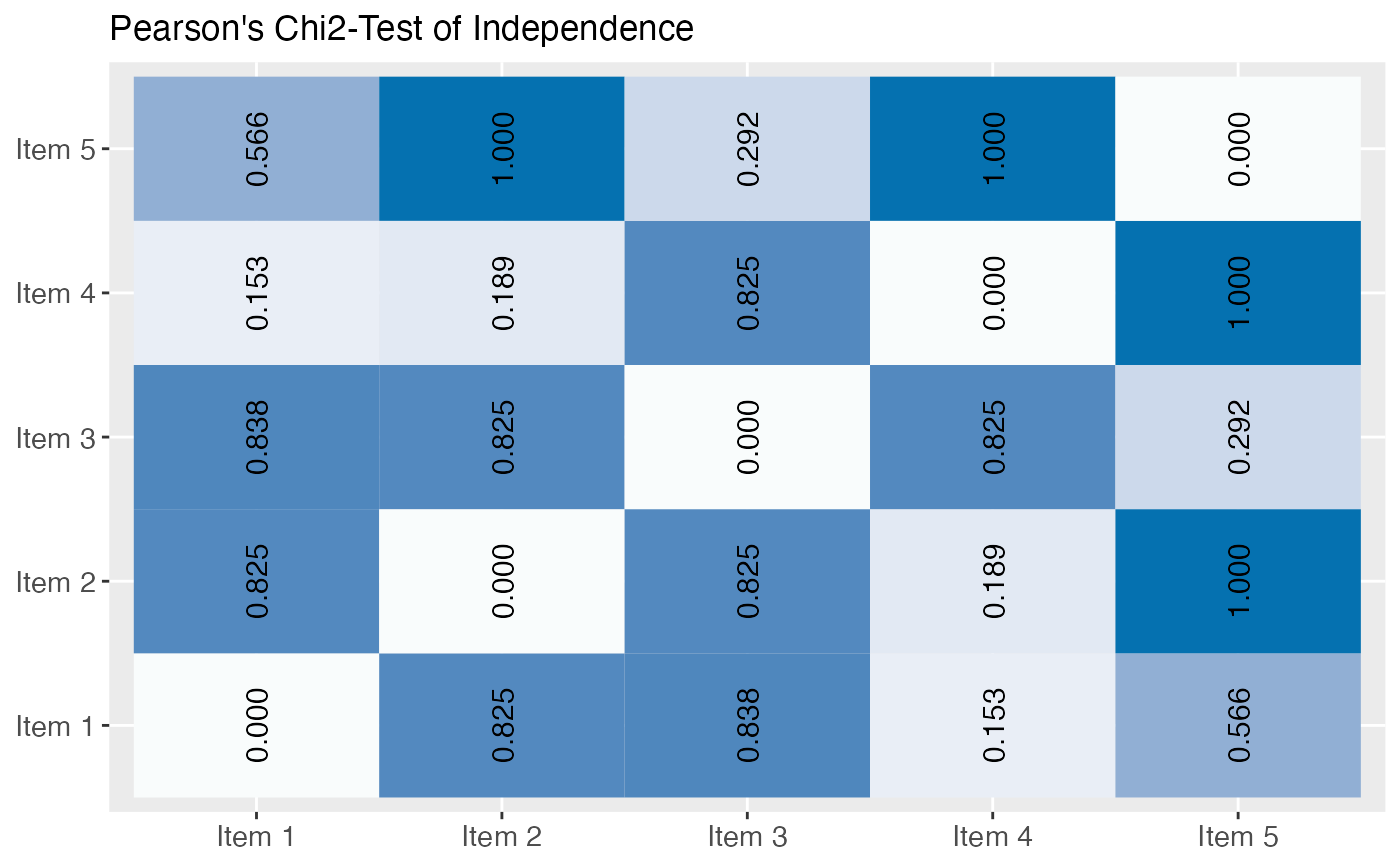 Pearson's Chi2-Test of Independence
Item 5 0.566 1.000 0.292 1.000 0.000
Item 4 0.153 0.189 0.825 0.000 1.000
Item 3 0.838 0.825 0.000 0.825 0.292
Item 2 0.825 0.000 0.825 0.189 1.000
Item 1 0.000 0.825 0.838 0.153 0.566
Item 1 Item 2 Item 3 Item 4 Item 5